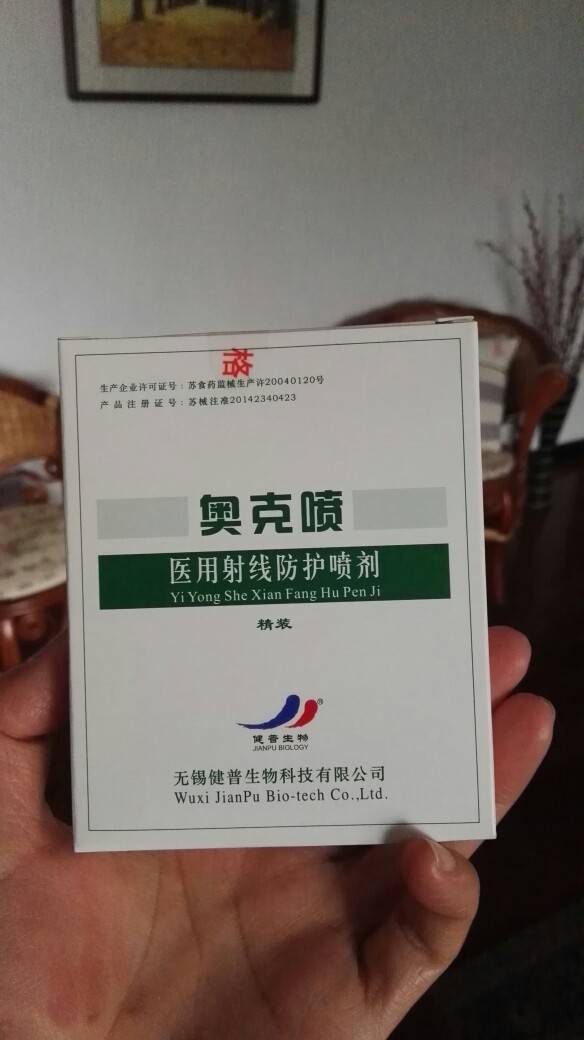 格
生产企业许可证号：苏食药监械生产许20040120号
产品注册证号：苏械注准20142340423
奥克喷
医用射线防护喷剂
Yi Yong She Xian Fang Hu Pen Ji
精装
®
健普生物
JIANPU BIOLOGY
无锡健普生物科技有限公司
Wuxi JianPu Bio-tech Co.,Ltd.